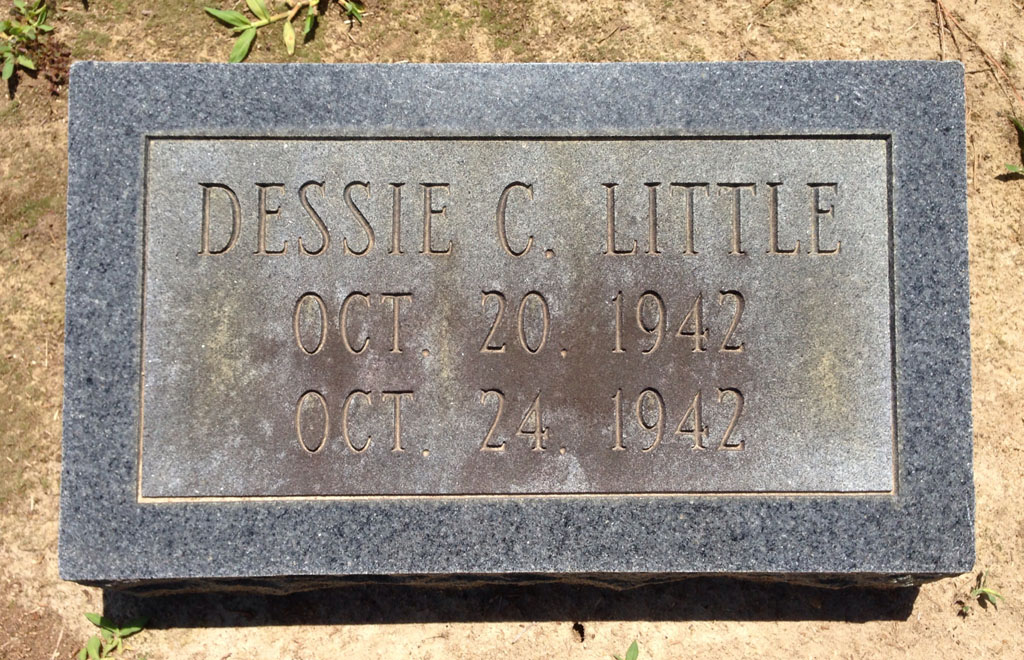 DESSIE C. LITTLE
OCT. 20. 1942
OCT. 24. 1942